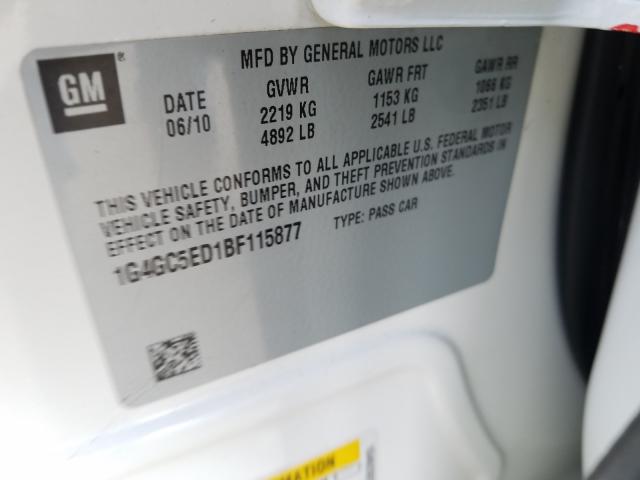 GM
MFD BY GENERAL MOTORS LLC
DATE GVWR GAWR FRT GAWR RR
06/10 2219 KG 1153 KG 1066 KG
4892 LB 2541 LB 2351 LB
THIS VEHICLE CONFORMS TO ALL APPLICABLE U.S. FEDERAL MOTOR
VEHICLE SAFETY, BUMPER, AND THEFT PREVENTION STANDARDS IN
EFFECT ON THE DATE OF MANUFACTURE SHOWN ABOVE.
1G4GC5ED1BF115877 TYPE: PASS CAR